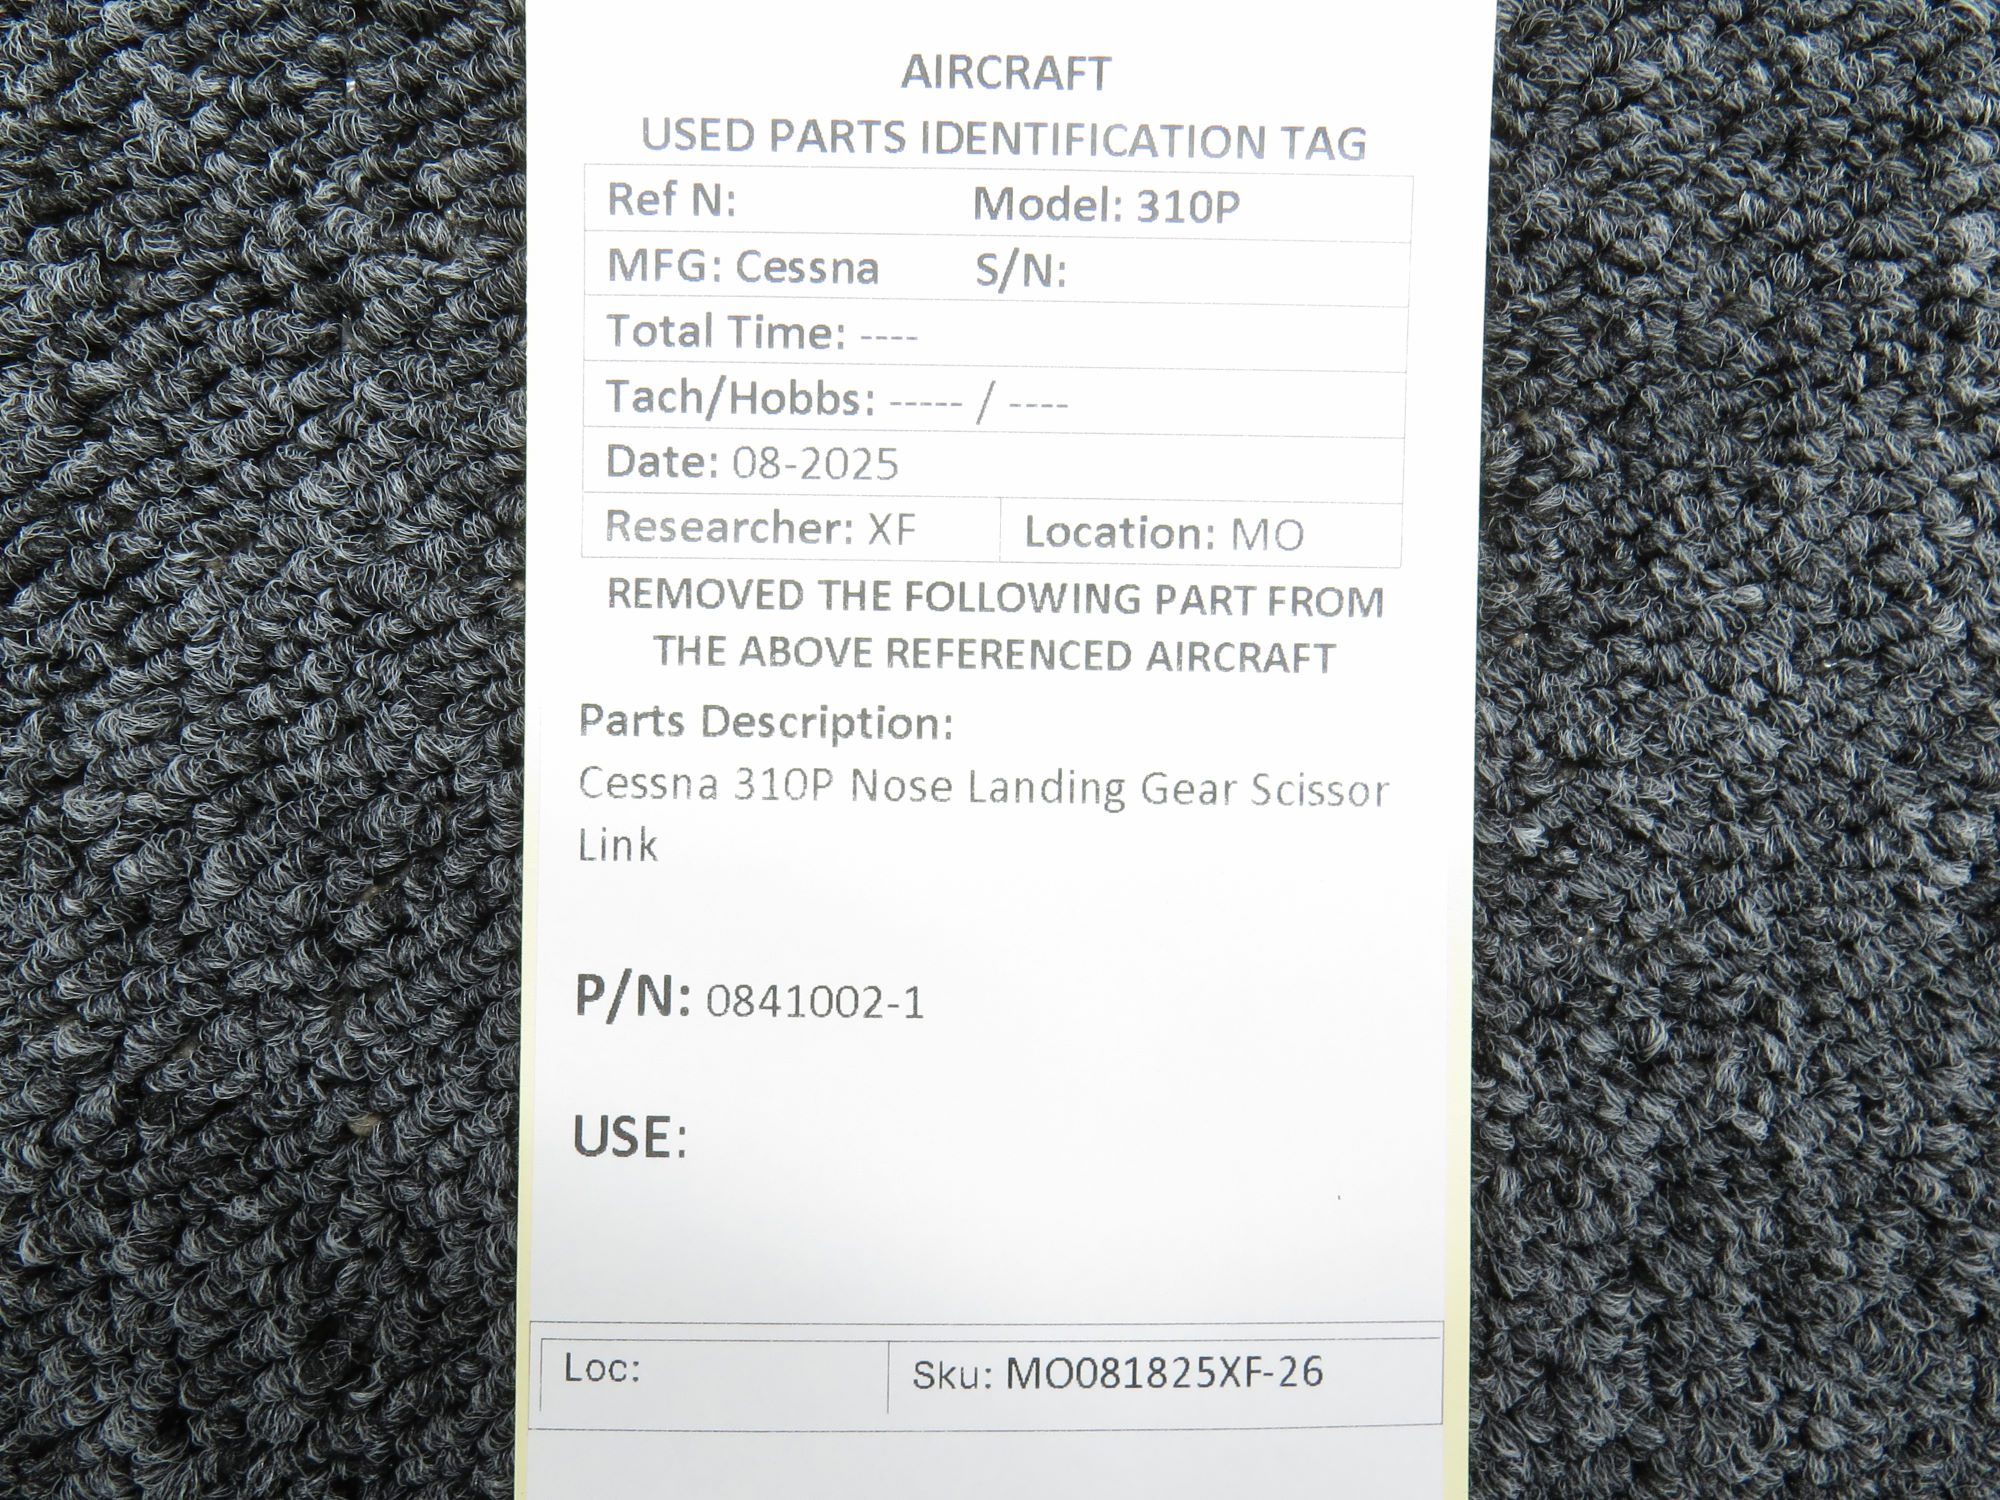 AIRCRAFT
USED PARTS IDENTIFICATION TAG
Ref N: Model: 310P
MFG: Cessna S/N:
Total Time: ----
Tach/Hobbs: ----- / ----
Date: 08-2025
Researcher: XF Location: MO
REMOVED THE FOLLOWING PART FROM
THE ABOVE REFERENCED AIRCRAFT
Parts Description:
Cessna 310P Nose Landing Gear Scissor
Link
P/N: 0841002-1
USE:
Loc: Sku: MO081825XF-26